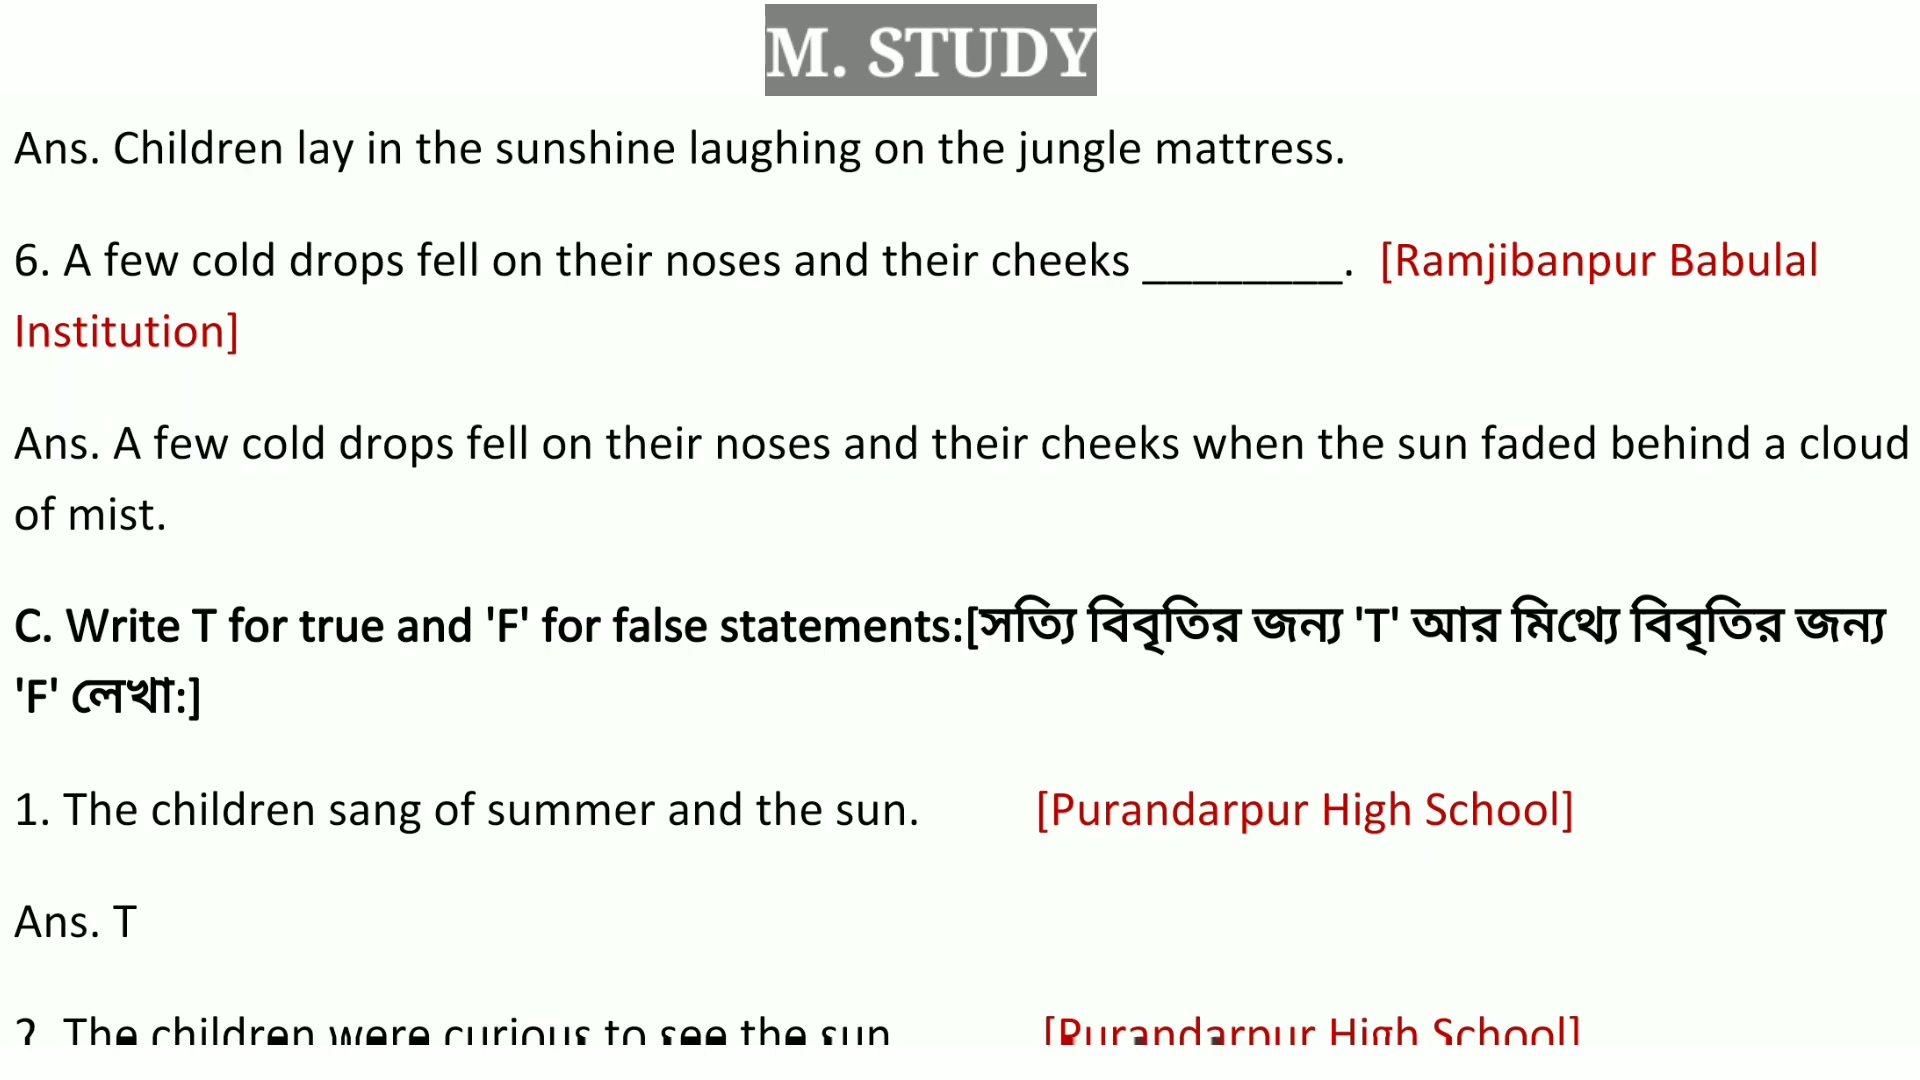 M. STUDY
Ans. Children lay in the sunshine laughing on the jungle mattress.
6. A few cold drops fell on their noses and their cheeks ________. [Ramjibanpur Babulal
Institution]
Ans. A few cold drops fell on their noses and their cheeks when the sun faded behind a cloud
of mist.
C. Write T for true and 'F' for false statements:[সত্যি বিবৃতির জন্য 'T' আর মিথ্যে বিবৃতির জন্য
'F' লেখা:]
1. The children sang of summer and the sun. [Purandarpur High School]
Ans. T
2. The children were curious to see the sun [Purandarpur High School]